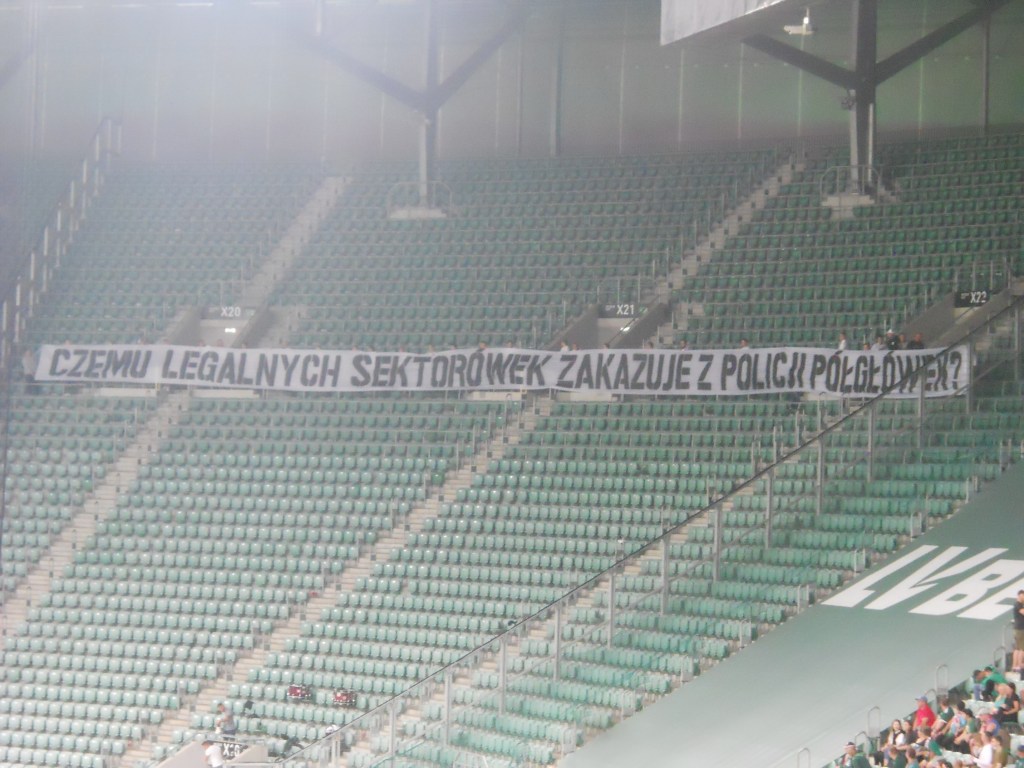 X20
X21
X22
CZEMU LEGALNYCH SEKTORÓWEK ZAKAZUJE Z POLICJI PÓŁGŁÓWEK?